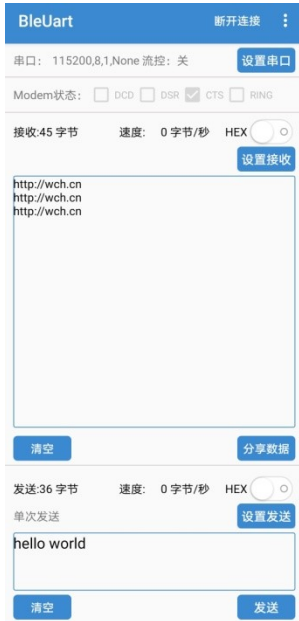 BleUart 断开连接
串口： 115200,8,1,None 流控：关 设置串口
Modem状态： DCD DSR CTS RING
接收:45 字节 速度: 0 字节/秒 HEX
设置接收
http://wch.cn
http://wch.cn
http://wch.cn
清空 分享数据
发送:36 字节 速度: 0 字节/秒 HEX
单次发送 设置发送
hello world
清空 发送